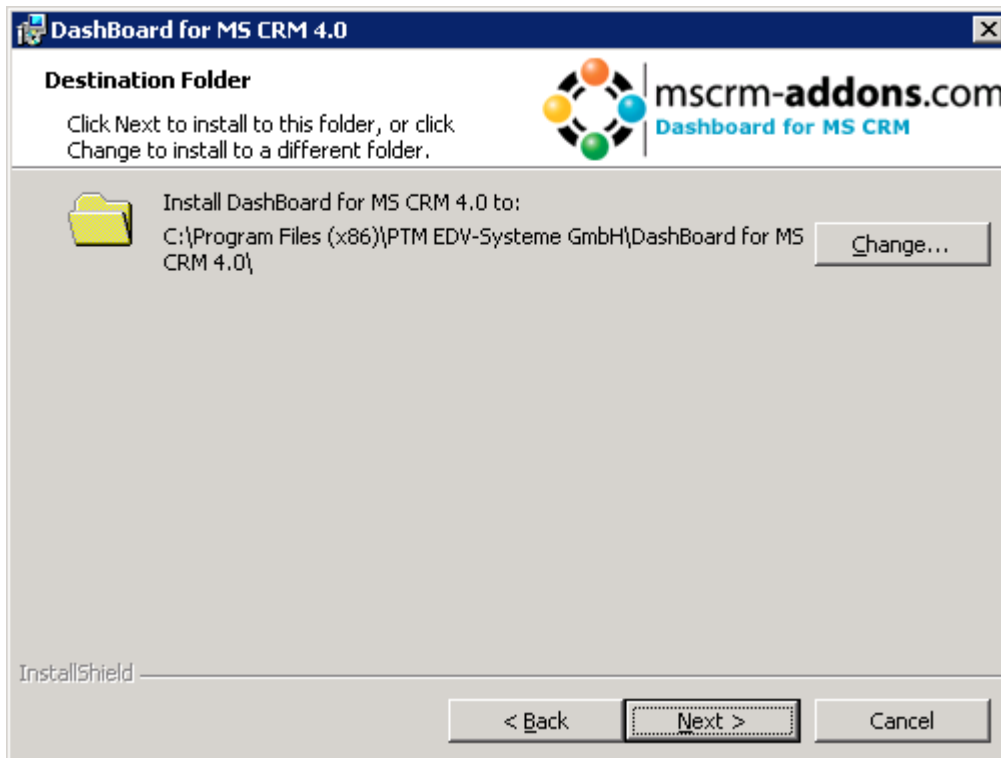 DashBoard for MS CRM 4.0
Destination Folder
Click Next to install to this folder, or click
Change to install to a different folder.
mscrm-addons.com
Dashboard for MS CRM
Install DashBoard for MS CRM 4.0 to:
C:\Program Files (x86)\PTM EDV-Systeme GmbH\DashBoard for MS
CRM 4.0\
Change...
InstallShield
< Back
Next >
Cancel